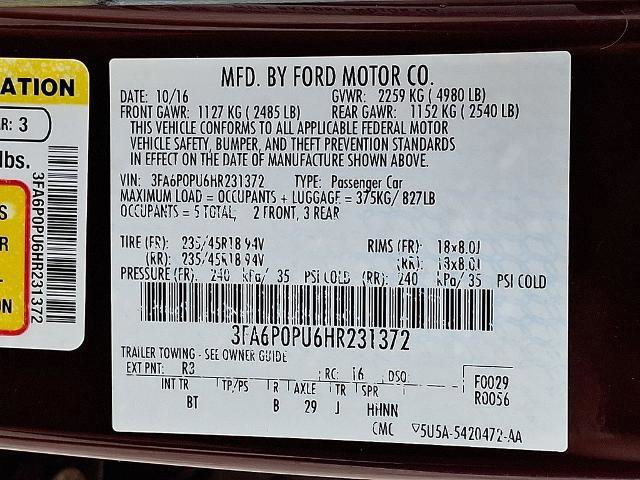 ATION
R: 3
lbs.
S
ER
ON
3FA6P0PU6HR231372
MFD. BY FORD MOTOR CO.
DATE: 10/16 GVWR: 2259 KG ( 4980 LB)
FRONT GAWR: 1127 KG ( 2485 LB) REAR GAWR: 1152 KG ( 2540 LB)
THIS VEHICLE CONFORMS TO ALL APPLICABLE FEDERAL MOTOR
VEHICLE SAFETY, BUMPER, AND THEFT PREVENTION STANDARDS
IN EFFECT ON THE DATE OF MANUFACTURE SHOWN ABOVE.
VIN: 3FA6P0PU6HR231372 TYPE: Passenger Car
MAXIMUM LOAD = OCCUPANTS + LUGGAGE = 375KG/ 827LB
OCCUPANTS = 5 TOTAL, 2 FRONT, 3 REAR
TIRE (FR): 235/45R18 94V RIMS (FR): 18x8.0J
(RR): 235/45R18 94V (RR): 18x8.0J
PRESSURE (FR): 240 kPa/ 35 PSI COLD (RR): 240 kPa/ 35 PSI COLD
3FA6P0PU6HR231372
TRAILER TOWING - SEE OWNER GUIDE
EXT PNT: R3 RC: 16 DSO: F0029
INT TR TP/PS R AXLE TR SPR R0056
BT B 29 J HHNN
CMC ▽5U5A-5420472-AA